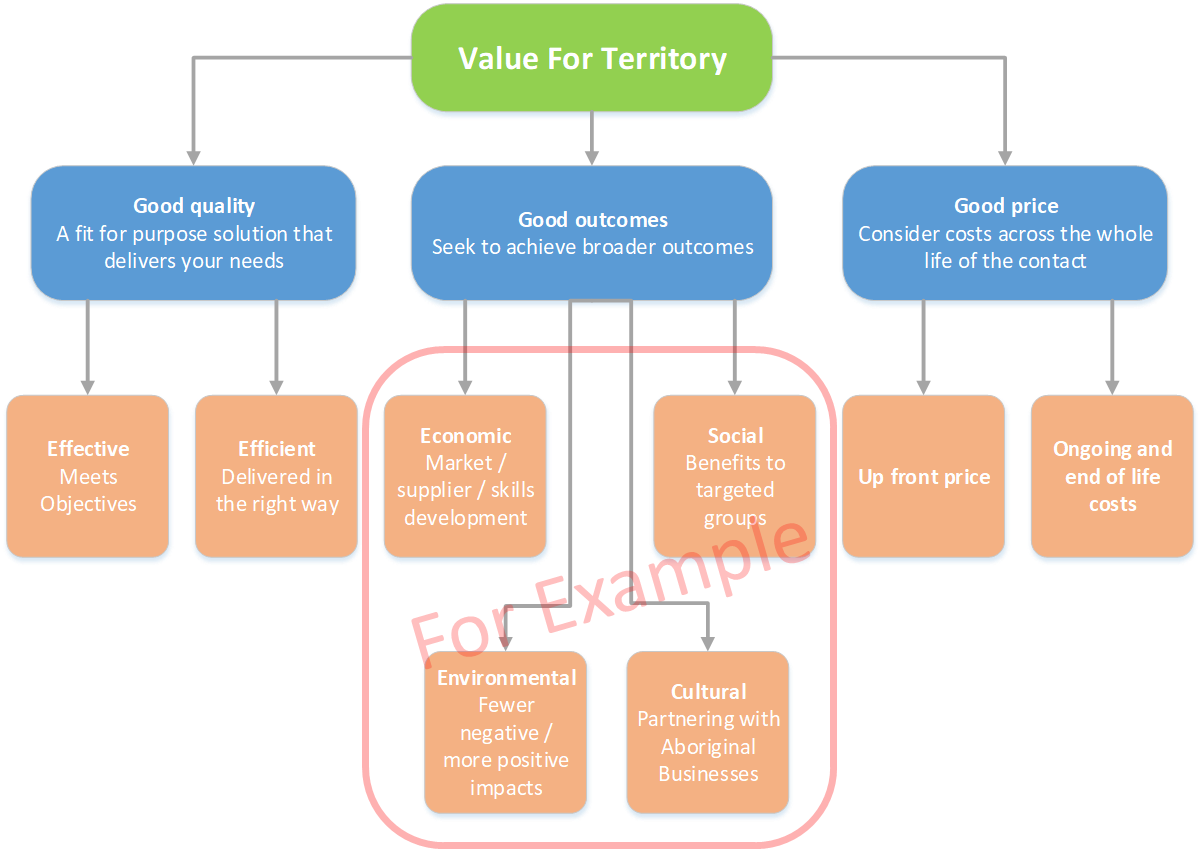 Value For Territory
Good quality
A fit for purpose solution that
delivers your needs
Good outcomes
Seek to achieve broader outcomes
Good price
Consider costs across the whole
life of the contact
Effective
Meets
Objectives
Efficient
Delivered in
the right way
Economic
Market /
supplier / skills
development
Social
Benefits to
targeted
groups
Up front price
Ongoing and
end of life
costs
For Example
Environmental
Fewer
negative /
more positive
impacts
Cultural
Partnering with
Aboriginal
Businesses